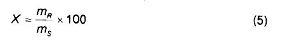 X = m_R / m_S × 100 (5)